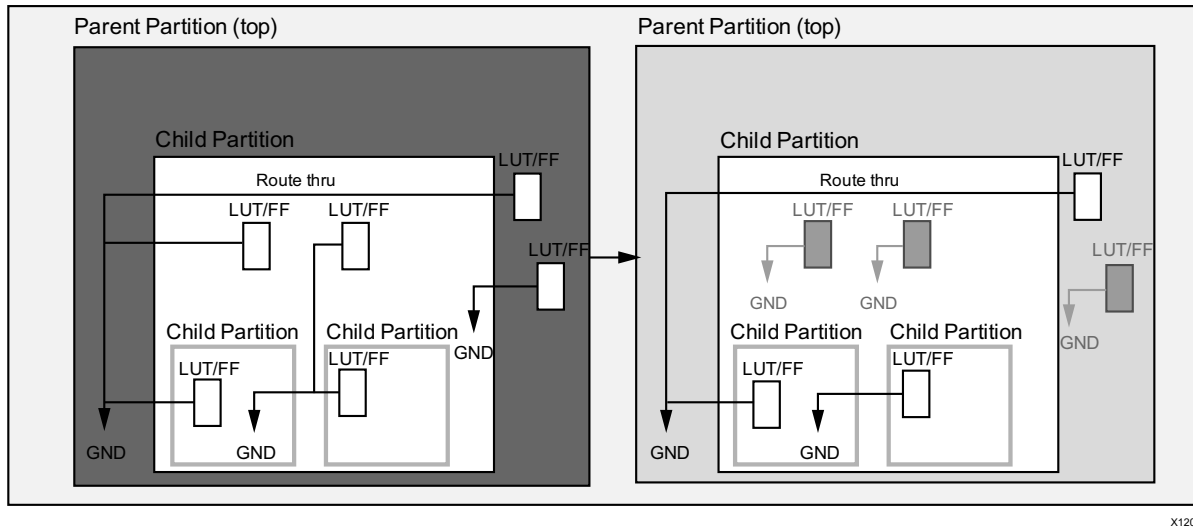 Parent Partition (top)
Child Partition
LUT/FF
Route thru
LUT/FF
LUT/FF
LUT/FF
Child Partition
Child Partition
GND
LUT/FF
LUT/FF
GND
GND
Parent Partition (top)
Child Partition
LUT/FF
Route thru
LUT/FF
LUT/FF
LUT/FF
GND
GND
Child Partition
Child Partition
GND
LUT/FF
LUT/FF
GND
GND
X120